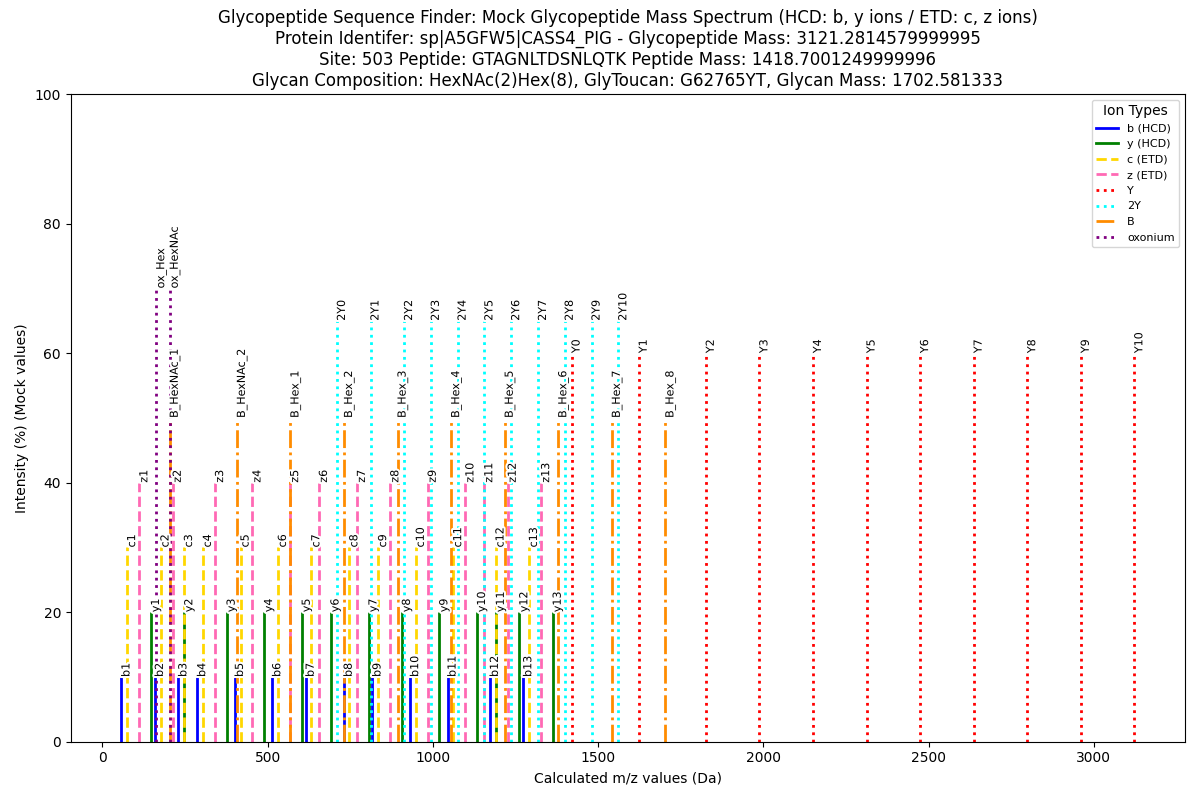 Glycopeptide Sequence Finder: Mock Glycopeptide Mass Spectrum (HCD: b, y ions / ETD: c, z ions)
Protein Identifer: sp|A5GFW5|CASS4_PIG - Glycopeptide Mass: 3121.2814579999995
Site: 503 Peptide: GTAGNLTDSNLQTK Peptide Mass: 1418.7001249999996
Glycan Composition: HexNAc(2)Hex(8), GlyToucan: G62765YT, Glycan Mass: 1702.581333
Intensity (%) (Mock values)
100
80
60
40
20
0
Ion Types
b (HCD)
y (HCD)
c (ETD)
z (ETD)
Y
2Y
B
oxonium
ox_Hex
ox_HexNAc
2Y0
2Y1
2Y2
2Y3
2Y4
2Y5
2Y6
2Y7
2Y8
2Y9
2Y10
Y0
Y1
Y2
Y3
Y4
Y5
Y6
Y7
Y8
Y9
Y10
B_HexNAc_1
B_HexNAc_2
B_Hex_1
B_Hex_2
B_Hex_3
B_Hex_4
B_Hex_5
B_Hex_6
B_Hex_7
B_Hex_8
z1
z2
z3
z4
z5
z6
z7
z8
z9
z10
z11
z12
z13
c1
c2
c3
c4
c5
c6
c7
c8
c9
c10
c11
c12
c13
y1
y2
y3
y4
y5
y6
y7
y8
y9
y10
y11
y12
y13
b1
b2
b3
b4
b5
b6
b7
b8
b9
b10
b11
b12
b13
0
500
1000
1500
2000
2500
3000
Calculated m/z values (Da)